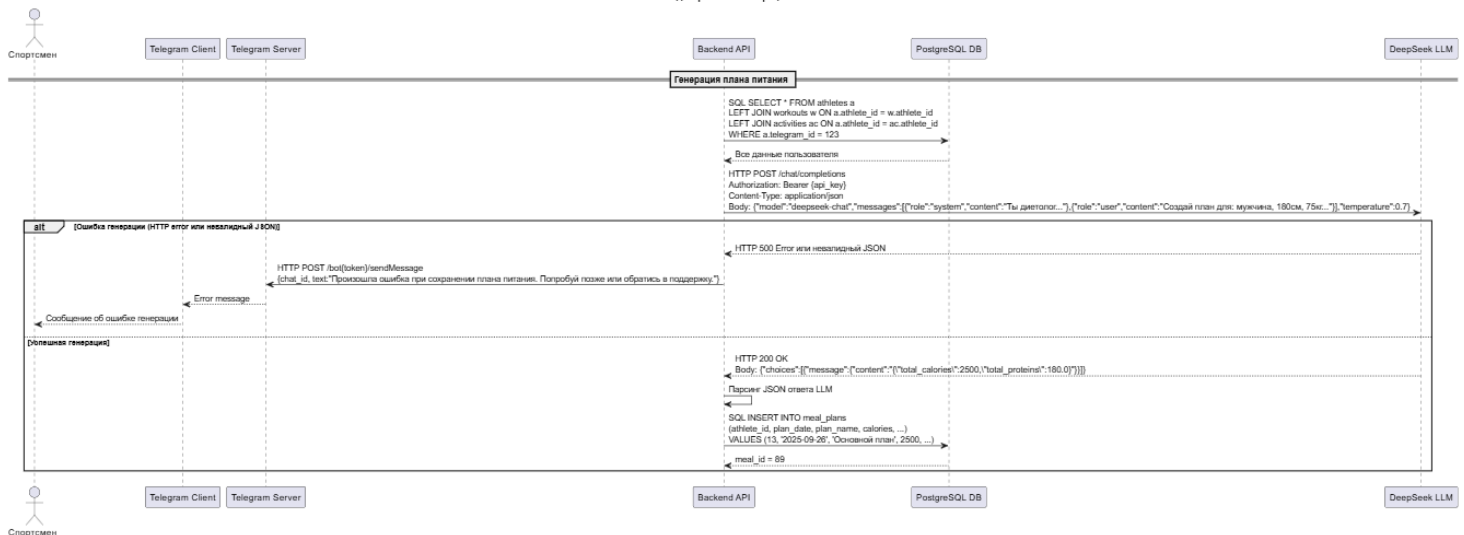 Спортсмен
Telegram Client
Telegram Server
Backend API
PostgreSQL DB
DeepSeek LLM
Генерация плана питания
SQL SELECT * FROM athletes a
LEFT JOIN workouts w ON a.athlete_id = w.athlete_id
LEFT JOIN activities ac ON a.athlete_id = ac.athlete_id
WHERE a.telegram_id = 123
Все данные пользователя
HTTP POST /chat/completions
Authorization: Bearer {api_key}
Content-Type: application/json
Body: {"model":"deepseek-chat","messages":[{"role":"system","content":"Ты диетолог..."},{"role":"user","content":"Создай план для: мужчина, 180см, 75кг..."}],"temperature":0.7}
alt
[Ошибка генерации (HTTP error или невалидный JSON)]
HTTP 500 Error или невалидный JSON
HTTP POST /bot{token}/sendMessage
{chat_id, text:"Произошла ошибка при сохранении плана питания. Попробуй позже или обратись в поддержку."}
Error message
Сообщение об ошибке генерации
[Успешная генерация]
HTTP 200 OK
Body: {"choices":[{"message":{"content":"{\"total_calories\":2500,\"total_proteins\":180.0}"}}]}
Парсинг JSON ответа LLM
SQL INSERT INTO meal_plans
(athlete_id, plan_date, plan_name, calories, ...)
VALUES (13, '2025-09-26', 'Основной план', 2500, ...)
meal_id = 89
Спортсмен
Telegram Client
Telegram Server
Backend API
PostgreSQL DB
DeepSeek LLM